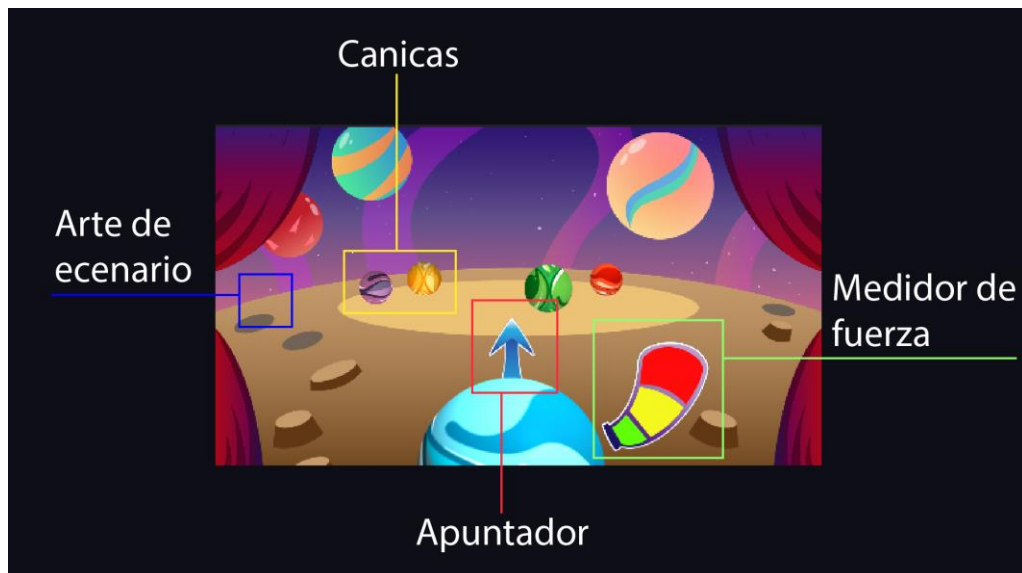 Canicas
Arte de
ecenario
Medidor de
fuerza
Apuntador